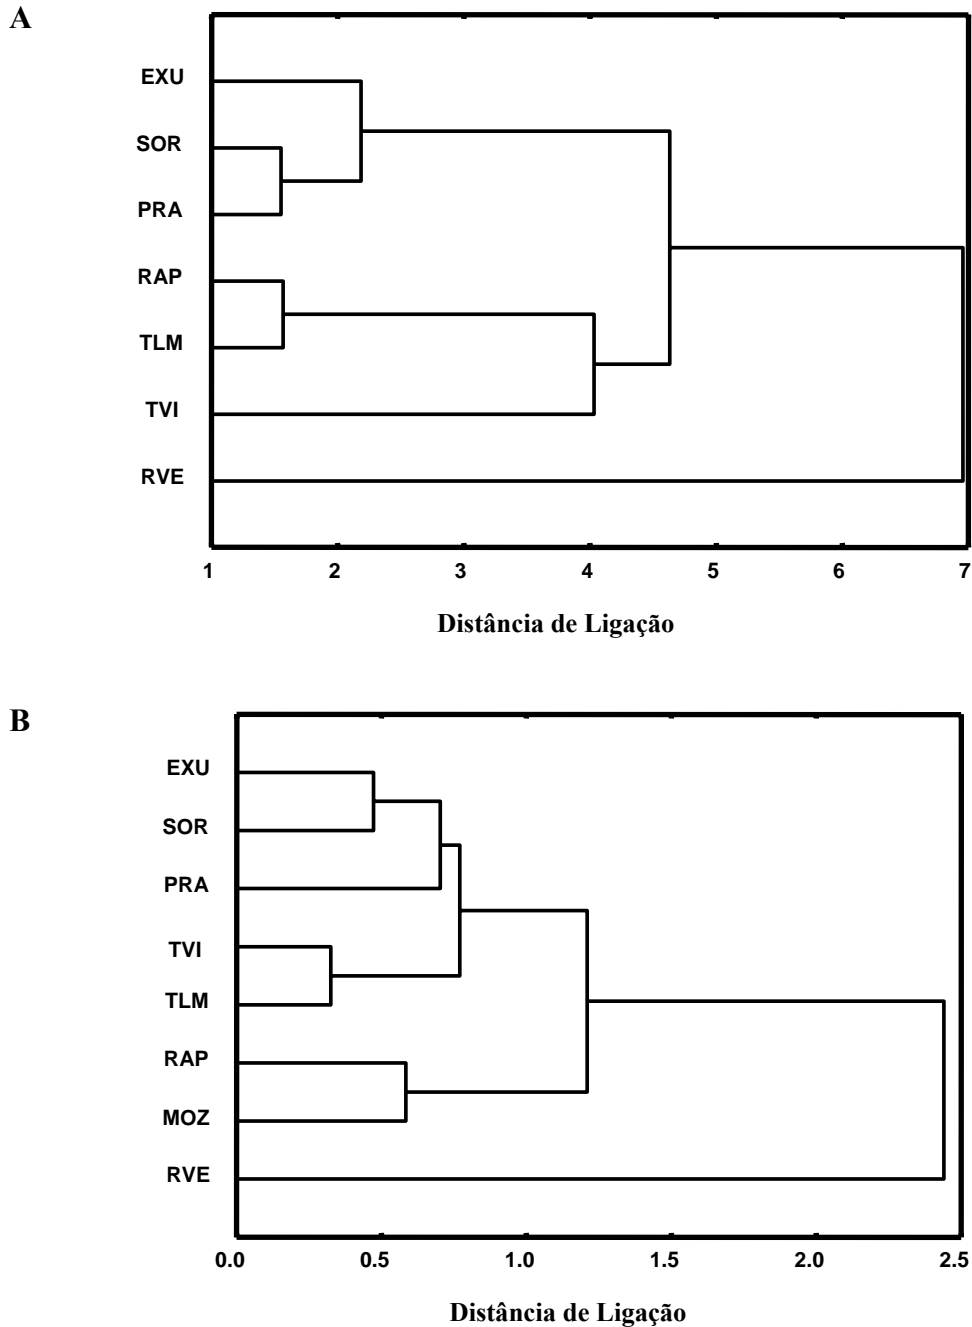 A
EXU
SOR
PRA
RAP
TLM
TVI
RVE
1 2 3 4 5 6 7
Distância de Ligação
B
EXU
SOR
PRA
TVI
TLM
RAP
MOZ
RVE
0.0 0.5 1.0 1.5 2.0 2.5
Distância de Ligação